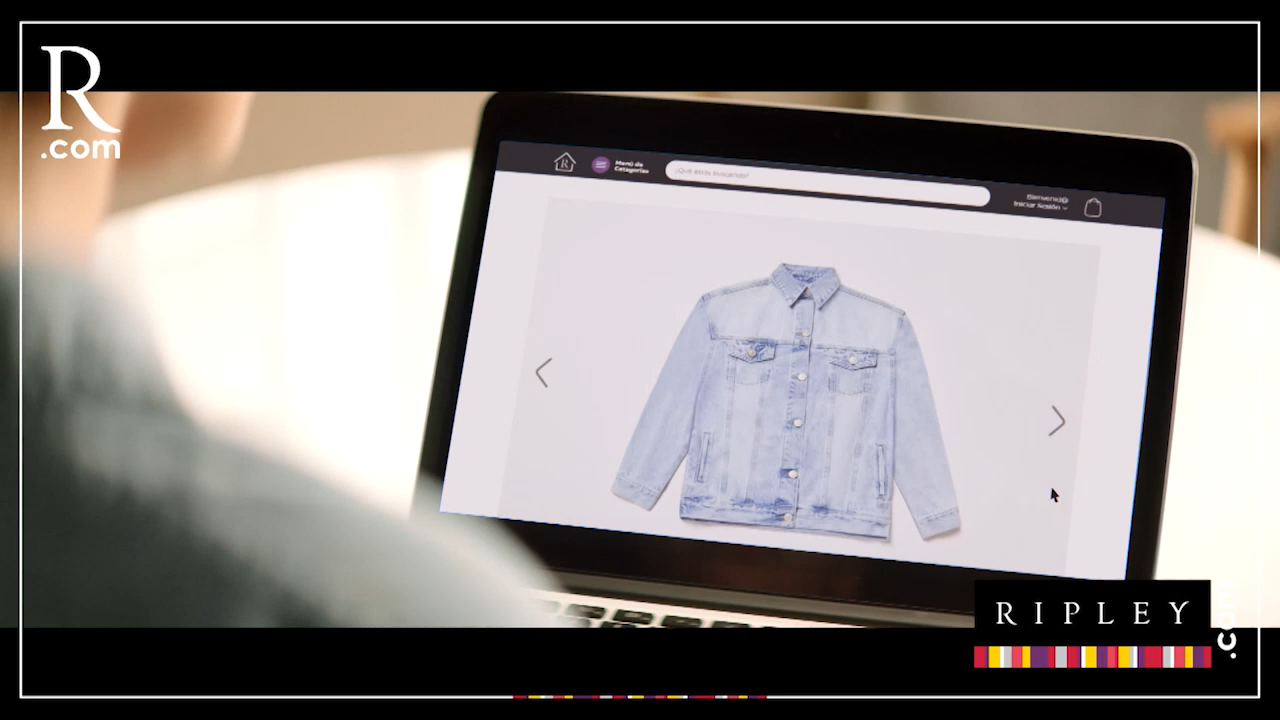 R
.com
R
Menú de
Categorías
¿Qué estás buscando?
Bienvenid@
Iniciar Sesión
RIPLEY
.com